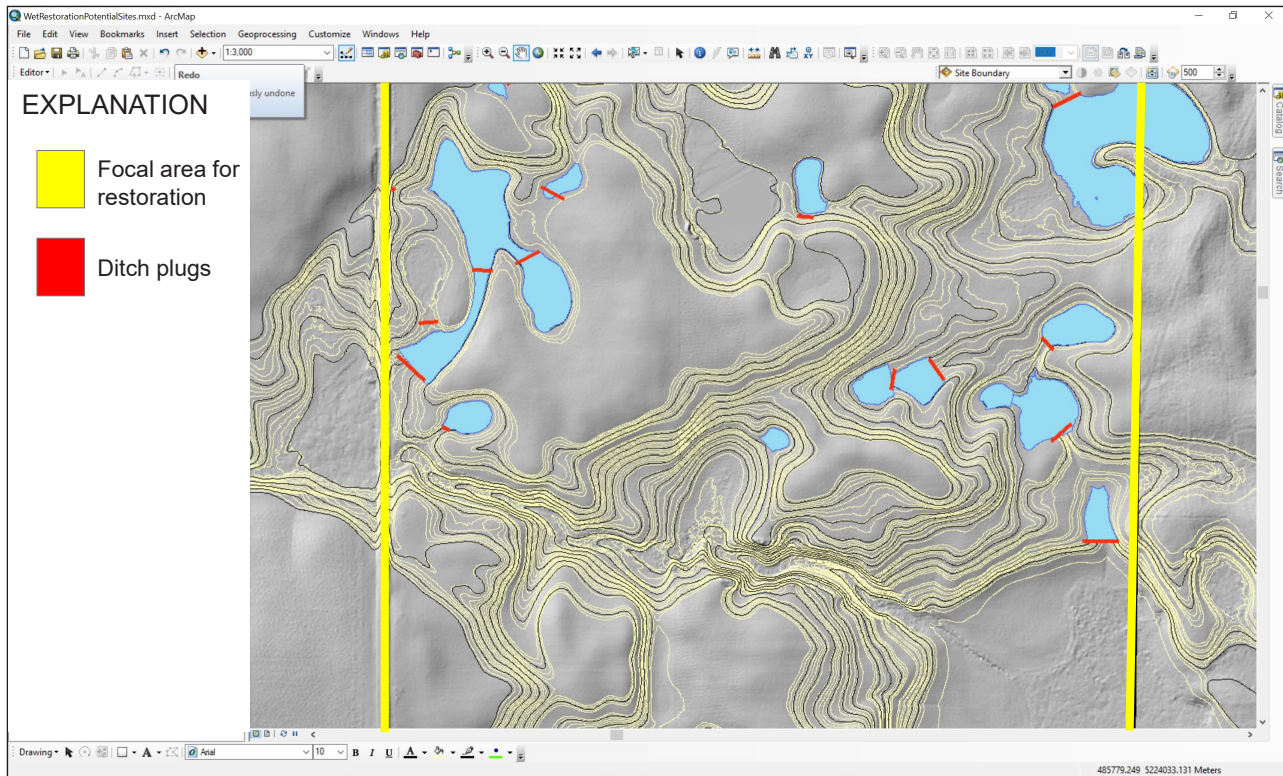 WetRestorationPotentialSites.mxd - ArcMap
File Edit View Bookmarks Insert Selection Geoprocessing Customize Windows Help
1:3,000
Editor
Redo
Site Boundary
500
usly undone
EXPLANATION
Focal area for
restoration
Ditch plugs
Catalog
Search
Drawing
A
Arial
10
B I U A
485779.249 5224033.131 Meters